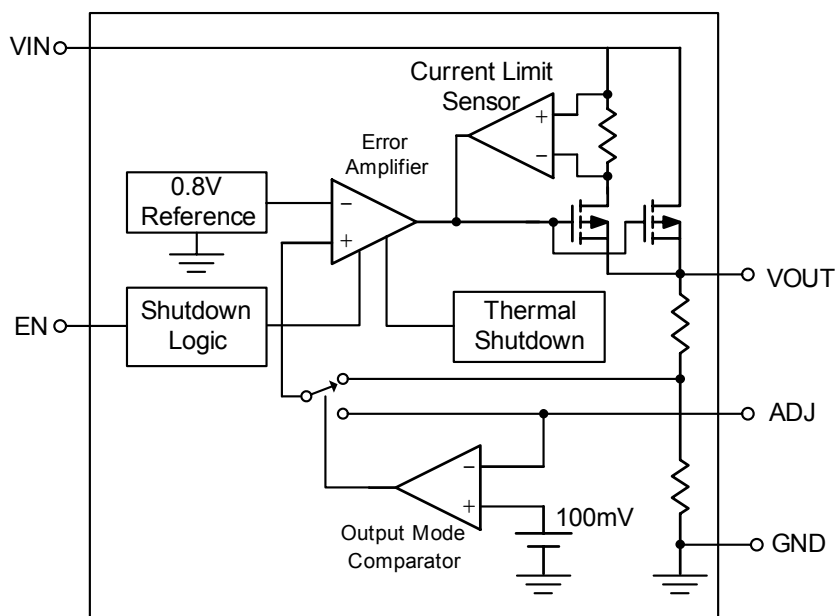 VIN
Current Limit
Sensor
+
−
Error
Amplifier
0.8V
Reference
−
+
VOUT
EN
Shutdown
Logic
Thermal
Shutdown
ADJ
−
+
100mV
Output Mode
Comparator
GND